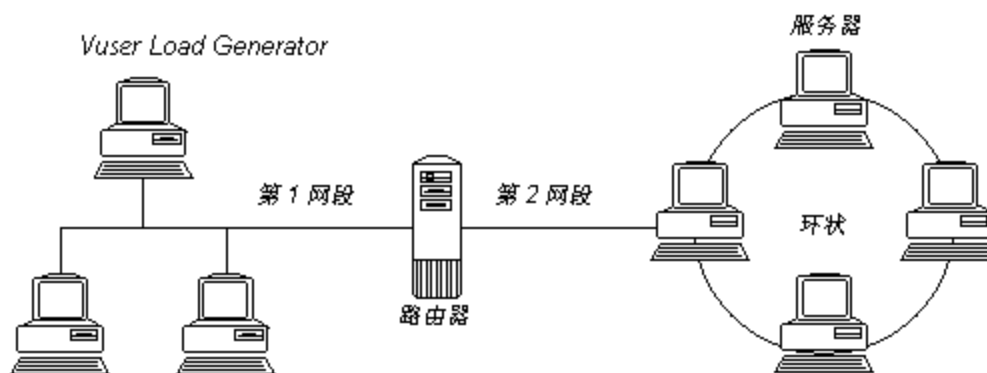 服务器
Vuser Load Generator
第1网段
第2网段
环状
路由器